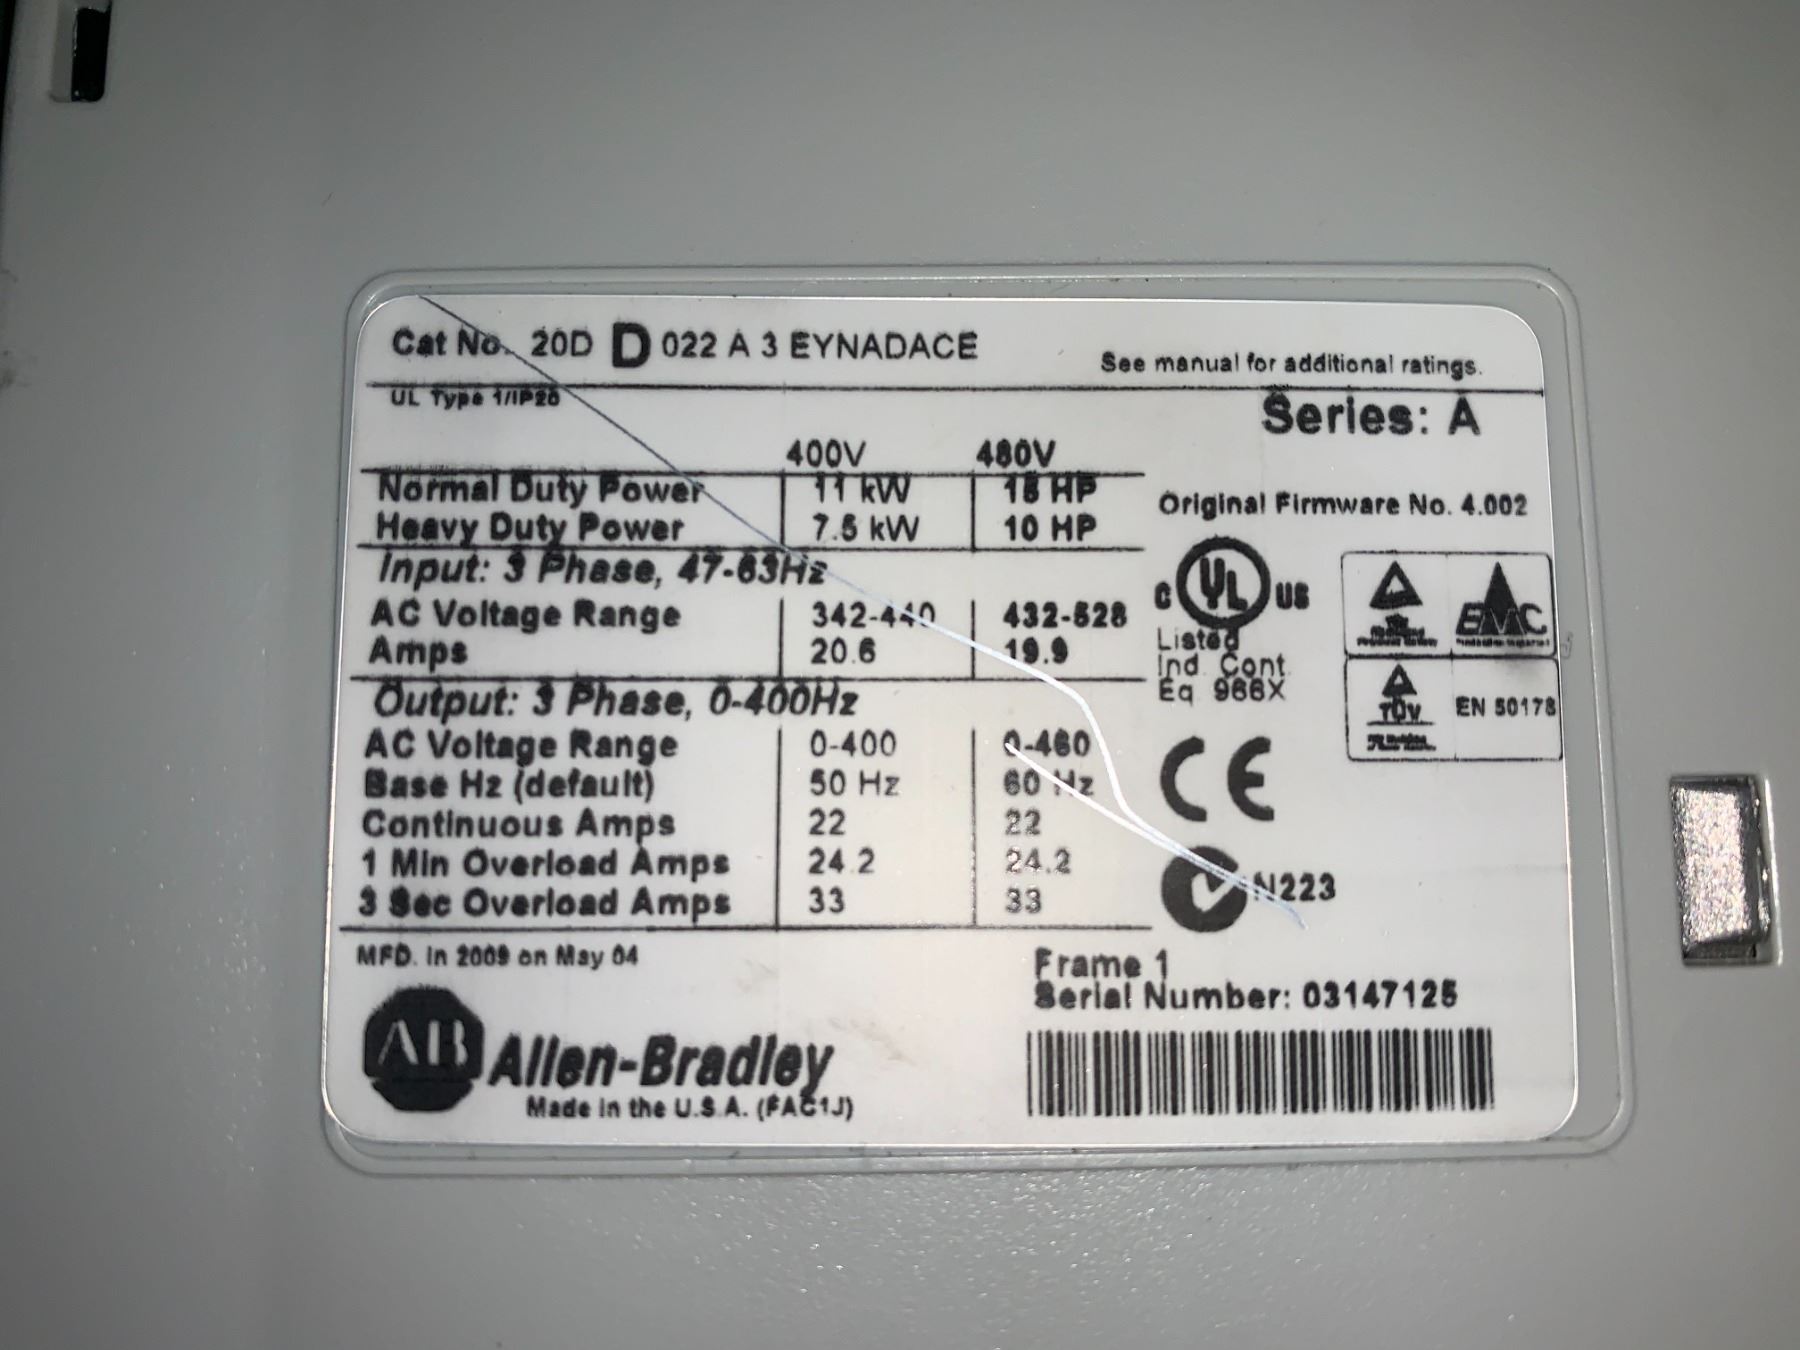 Cat No. 20D D 022 A 3 EYNADACE
See manual for additional ratings.
UL Type 1/IP20
Series: A
400V 480V
Normal Duty Power 11 kW 15 HP
Heavy Duty Power 7.5 kW 10 HP
Original Firmware No. 4.002
Input: 3 Phase, 47-63Hz
AC Voltage Range 342-440 432-528
Amps 20.6 19.9
C UL US
Listed
Ind. Cont.
Eq. 966X
EMC
TÜV
EN 50178
Output: 3 Phase, 0-400Hz
AC Voltage Range 0-400 0-460
Base Hz (default) 50 Hz 60 Hz
Continuous Amps 22 22
1 Min Overload Amps 24.2 24.2
3 Sec Overload Amps 33 33
CE
N223
MFD. in 2009 on May 04
Frame 1
Serial Number: 03147125
AB Allen-Bradley
Made in the U.S.A. (FAC1J)